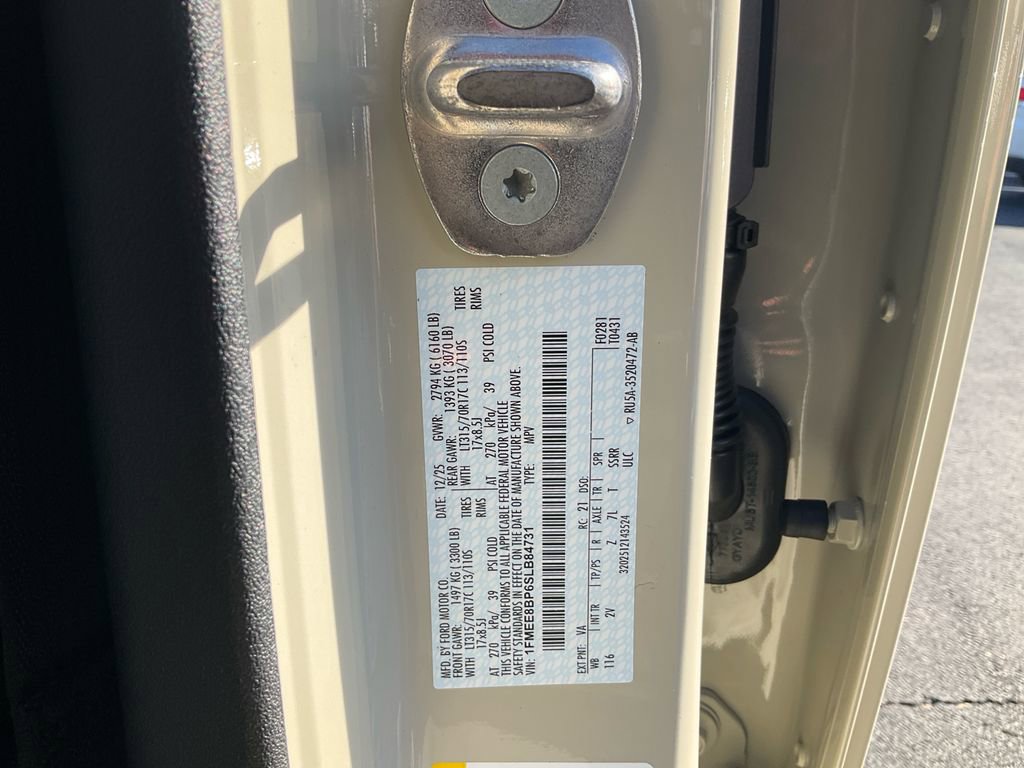 MFD. BY FORD MOTOR CO.
DATE: 12/25 GVWR: 2794 KG ( 6160 LB)
FRONT GAWR: 1497 KG ( 3300 LB) REAR GAWR: 1393 KG ( 3070 LB)
WITH LT315/70R17C 113/110S TIRES WITH LT315/70R17C 113/110S TIRES
17x8.5J RIMS 17x8.5J RIMS
AT 270 kPa/ 39 PSI COLD AT 270 kPa/ 39 PSI COLD
THIS VEHICLE CONFORMS TO ALL APPLICABLE FEDERAL MOTOR VEHICLE
SAFETY STANDARDS IN EFFECT ON THE DATE OF MANUFACTURE SHOWN ABOVE.
VIN: 1FMEE8BP6SLB84731 TYPE: MPV
EXT PNT: VA RC: 21 DSO: F0281
WB INT TR TP/PS R AXLE TR SPR T0431
116 2V Z 7L T SSRR
3202512143524 ULC
▽ RU5A-3520472-AB